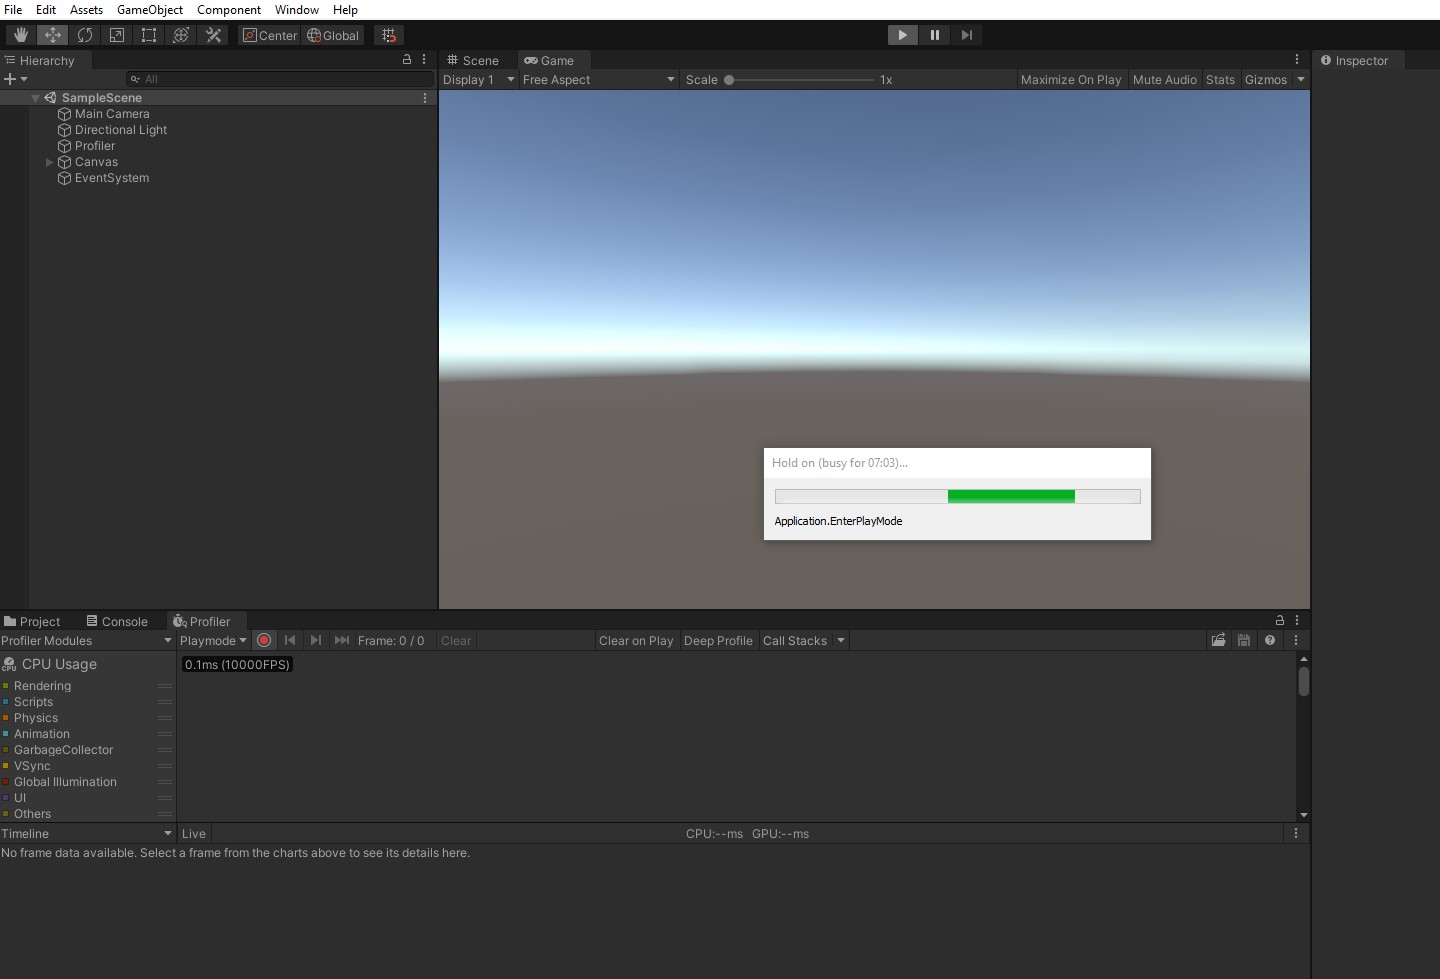 File Edit Assets GameObject Component Window Help
Center Global
Hierarchy
All
SampleScene
Main Camera
Directional Light
Profiler
Canvas
EventSystem
Scene Game
Display 1 Free Aspect Scale 1x Maximize On Play Mute Audio Stats Gizmos
Inspector
Hold on (busy for 07:03)...
Application.EnterPlayMode
Project Console Profiler
Profiler Modules Playmode Frame: 0 / 0 Clear Clear on Play Deep Profile Call Stacks
CPU CPU Usage
0.1ms (10000FPS)
Rendering
Scripts
Physics
Animation
GarbageCollector
VSync
Global Illumination
UI
Others
Timeline Live CPU:--ms GPU:--ms
No frame data available. Select a frame from the charts above to see its details here.